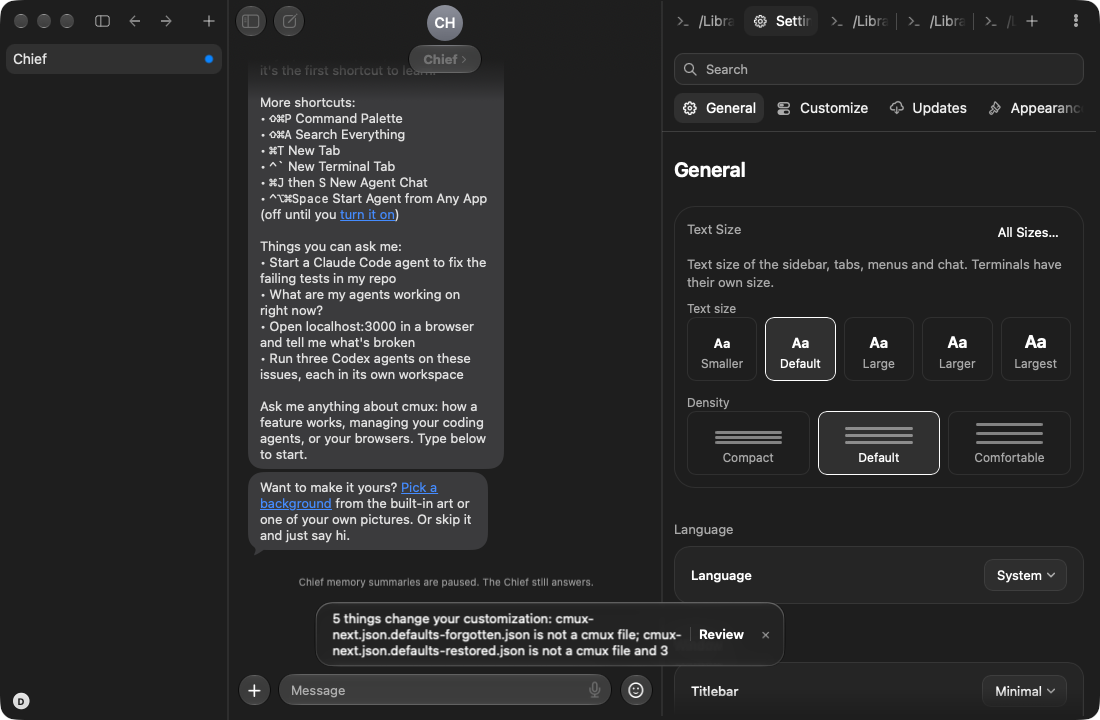 Chief
D
CH
Chief ›
it's the first shortcut to learn.
More shortcuts:
• ⇧⌘P Command Palette
• ⇧⌘A Search Everything
• ⌘T New Tab
• ^` New Terminal Tab
• ⌘J then S New Agent Chat
• ^⌥⌘Space Start Agent from Any App
(off until you turn it on)
Things you can ask me:
• Start a Claude Code agent to fix the
failing tests in my repo
• What are my agents working on
right now?
• Open localhost:3000 in a browser
and tell me what's broken
• Run three Codex agents on these
issues, each in its own workspace
Ask me anything about cmux: how a
feature works, managing your coding
agents, or your browsers. Type below
to start.
Want to make it yours? Pick a
background from the built-in art or
one of your own pictures. Or skip it
and just say hi.
Chief memory summaries are paused. The Chief still answers.
5 things change your customization: cmux-
next.json.defaults-forgotten.json is not a cmux file; cmux-
next.json.defaults-restored.json is not a cmux file and 3
Review ×
Message
/Libra Settin /Libra /Libra /L
Search
General Customize Updates Appearanc
General
Text Size
All Sizes...
Text size of the sidebar, tabs, menus and chat. Terminals have
their own size.
Text size
Aa Aa Aa Aa Aa
Smaller Default Large Larger Largest
Density
Compact Default Comfortable
Language
Language System
Titlebar Minimal